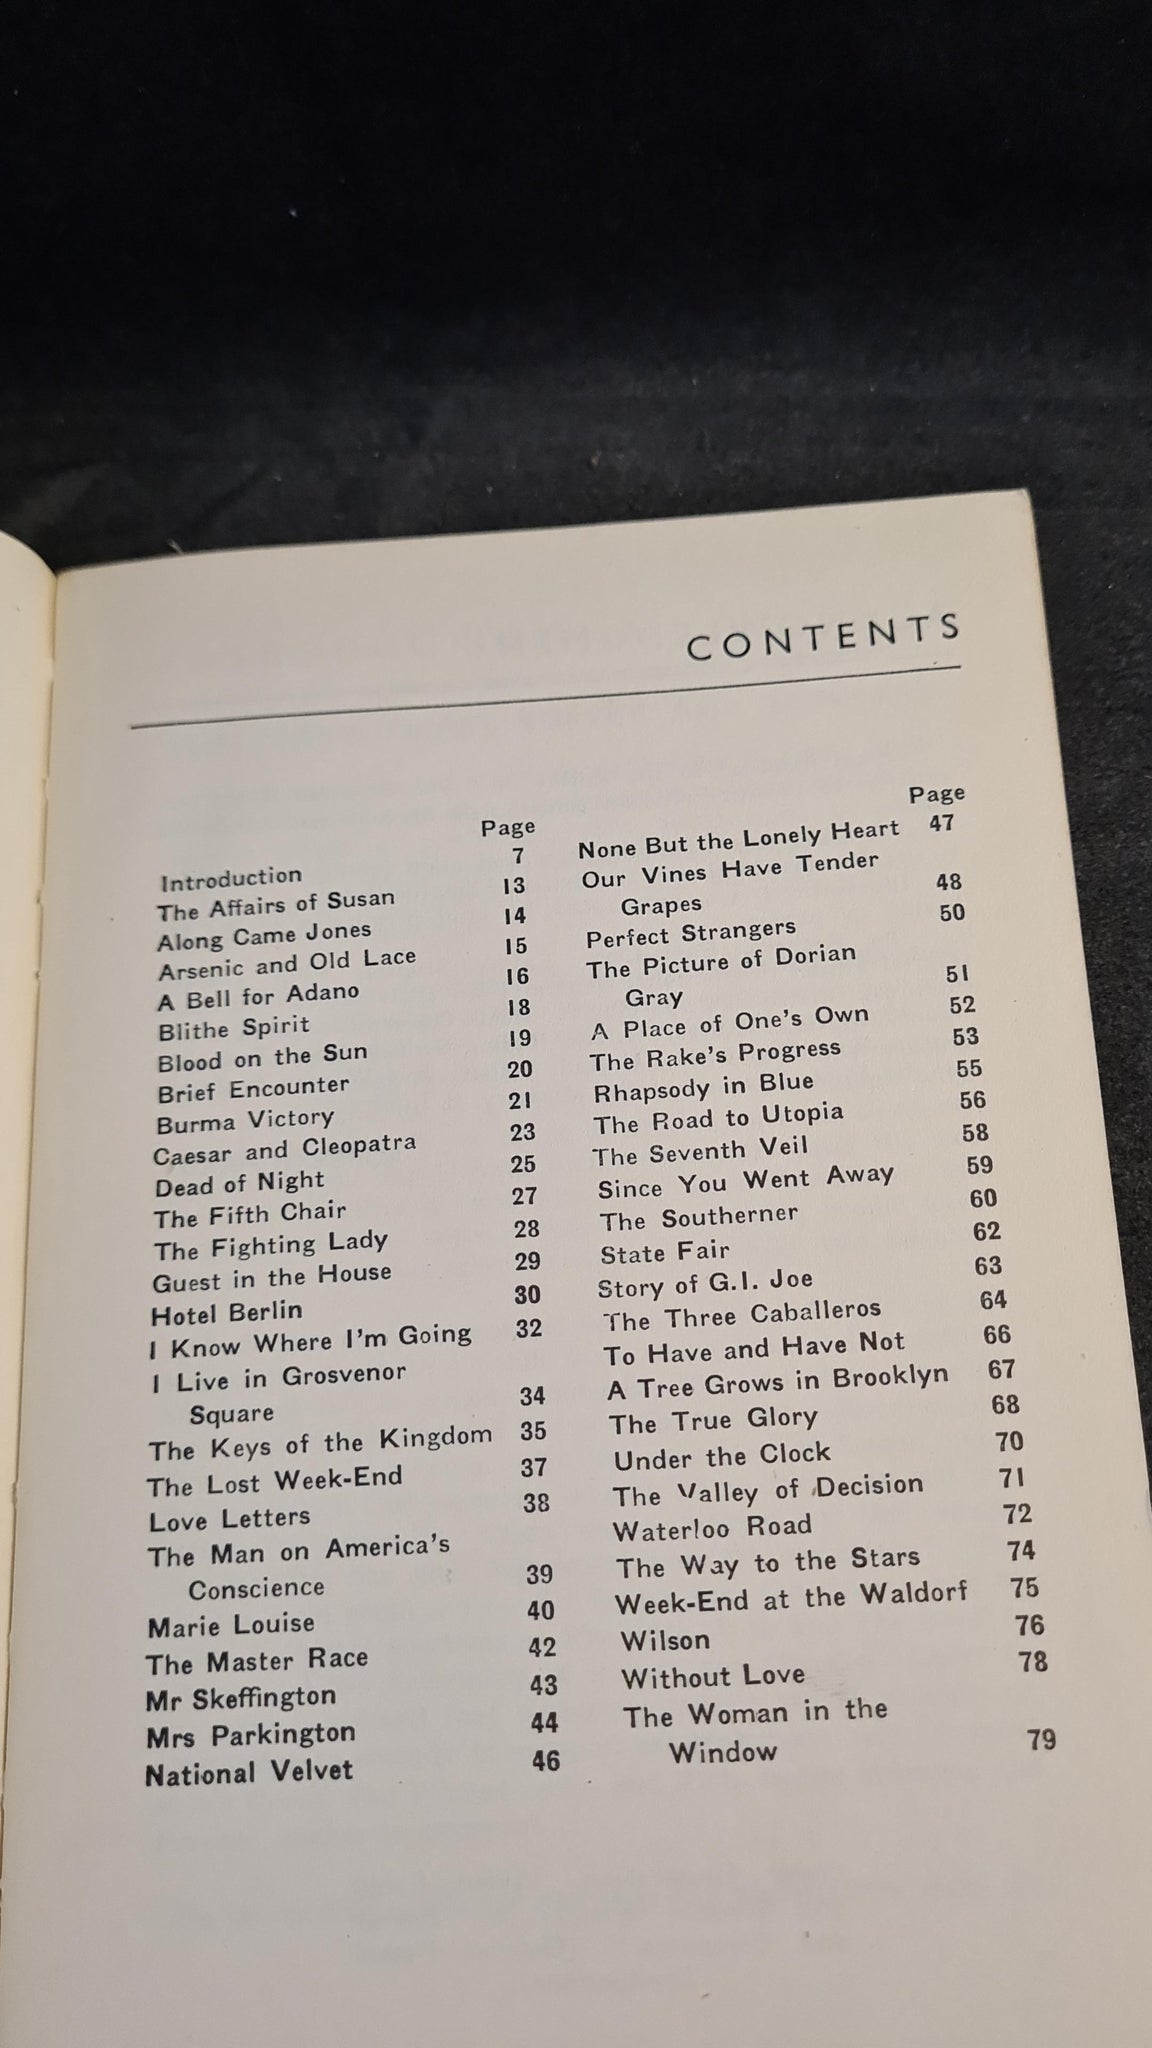 CONTENTS
Page
Introduction 7
The Affairs of Susan 13
Along Came Jones 14
Arsenic and Old Lace 15
A Bell for Adano 16
Blithe Spirit 18
Blood on the Sun 19
Brief Encounter 20
Burma Victory 21
Caesar and Cleopatra 23
Dead of Night 25
The Fifth Chair 27
The Fighting Lady 28
Guest in the House 29
Hotel Berlin 30
I Know Where I'm Going 32
I Live in Grosvenor
Square 34
The Keys of the Kingdom 35
The Lost Week-End 37
Love Letters 38
The Man on America's
Conscience 39
Marie Louise 40
The Master Race 42
Mr Skeffington 43
Mrs Parkington 44
National Velvet 46
Page
None But the Lonely Heart 47
Our Vines Have Tender
Grapes 48
Perfect Strangers 50
The Picture of Dorian
Gray 51
A Place of One's Own 52
The Rake's Progress 53
Rhapsody in Blue 55
The Road to Utopia 56
The Seventh Veil 58
Since You Went Away 59
The Southerner 60
State Fair 62
Story of G.I. Joe 63
The Three Caballeros 64
To Have and Have Not 66
A Tree Grows in Brooklyn 67
The True Glory 68
Under the Clock 70
The Valley of Decision 71
Waterloo Road 72
The Way to the Stars 74
Week-End at the Waldorf 75
Wilson 76
Without Love 78
The Woman in the
Window 79